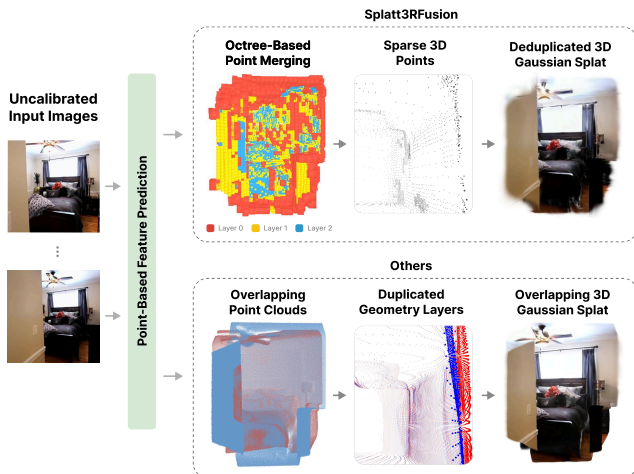 Splatt3RFusion
Octree-Based
Point Merging
Sparse 3D
Points
Deduplicated 3D
Gaussian Splat
Uncalibrated
Input Images
Point-Based Feature Prediction
Layer 0
Layer 1
Layer 2
Others
Overlapping
Point Clouds
Duplicated
Geometry Layers
Overlapping 3D
Gaussian Splat